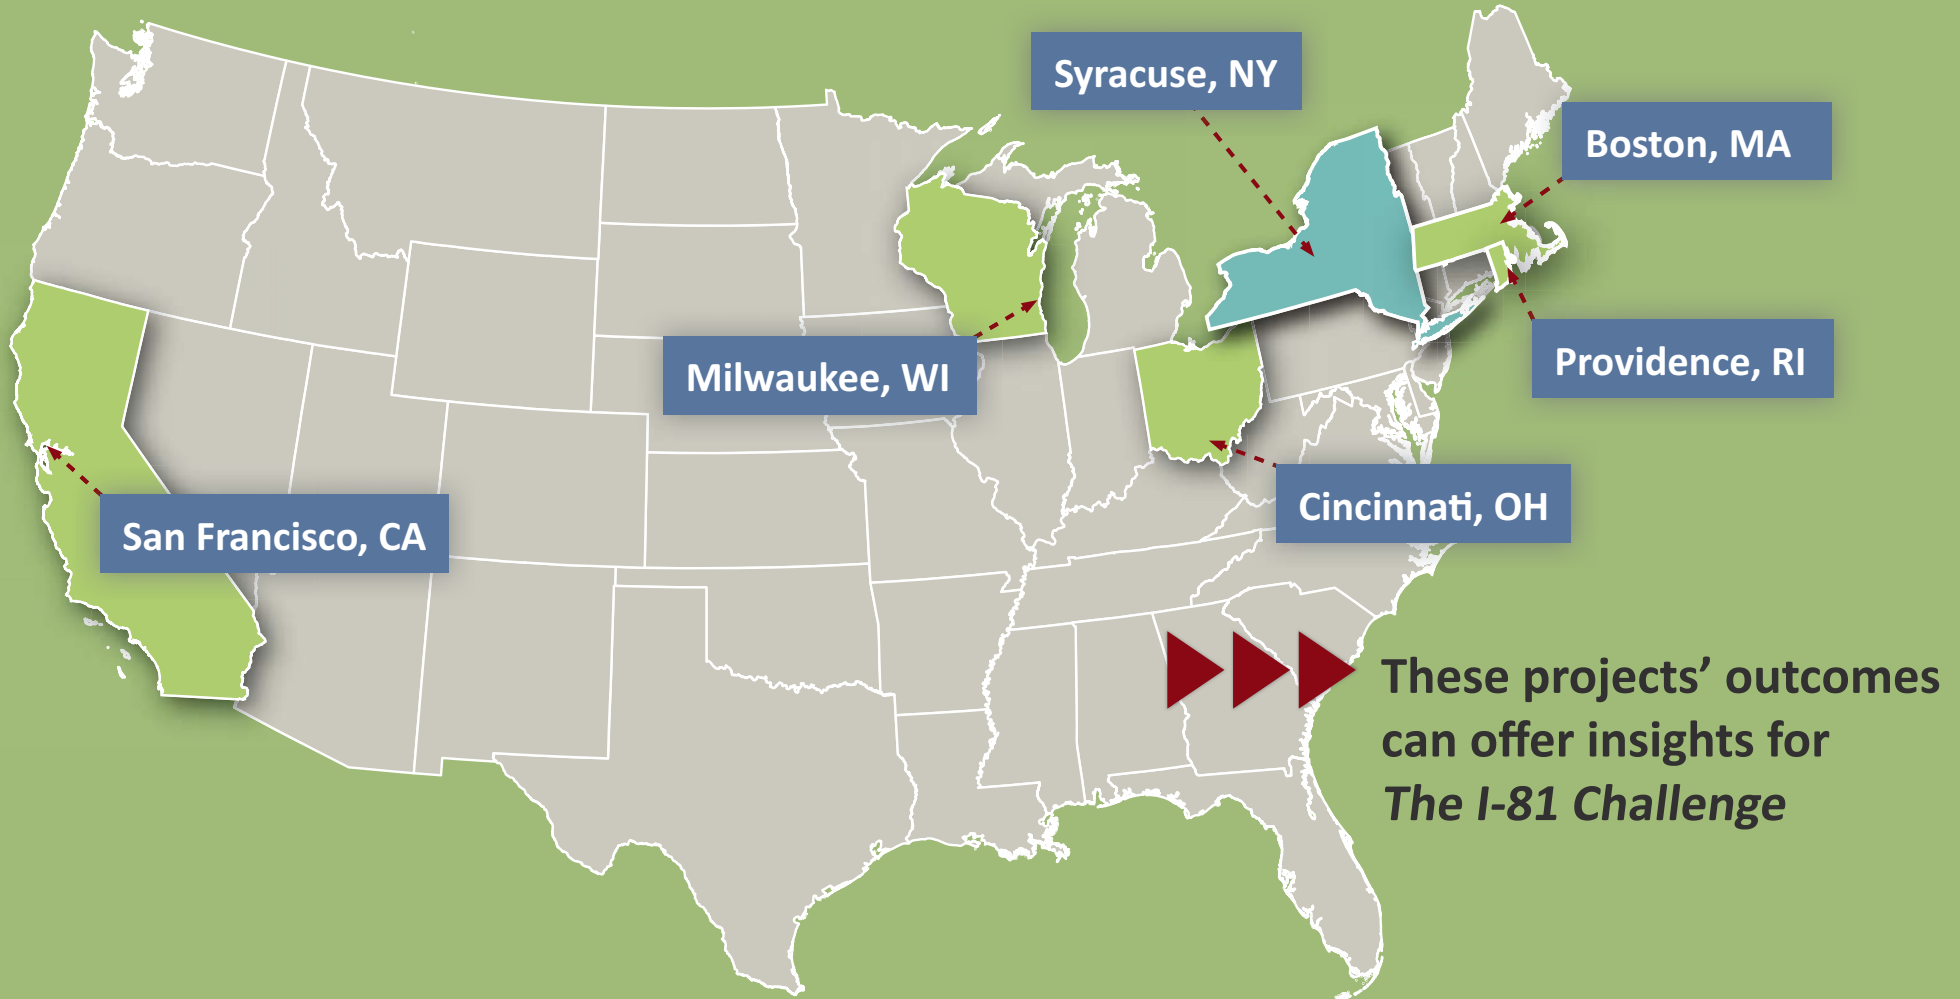 Syracuse, NY
Boston, MA
Providence, RI
Milwaukee, WI
Cincinnati, OH
San Francisco, CA
These projects’ outcomes
can offer insights for
The I-81 Challenge